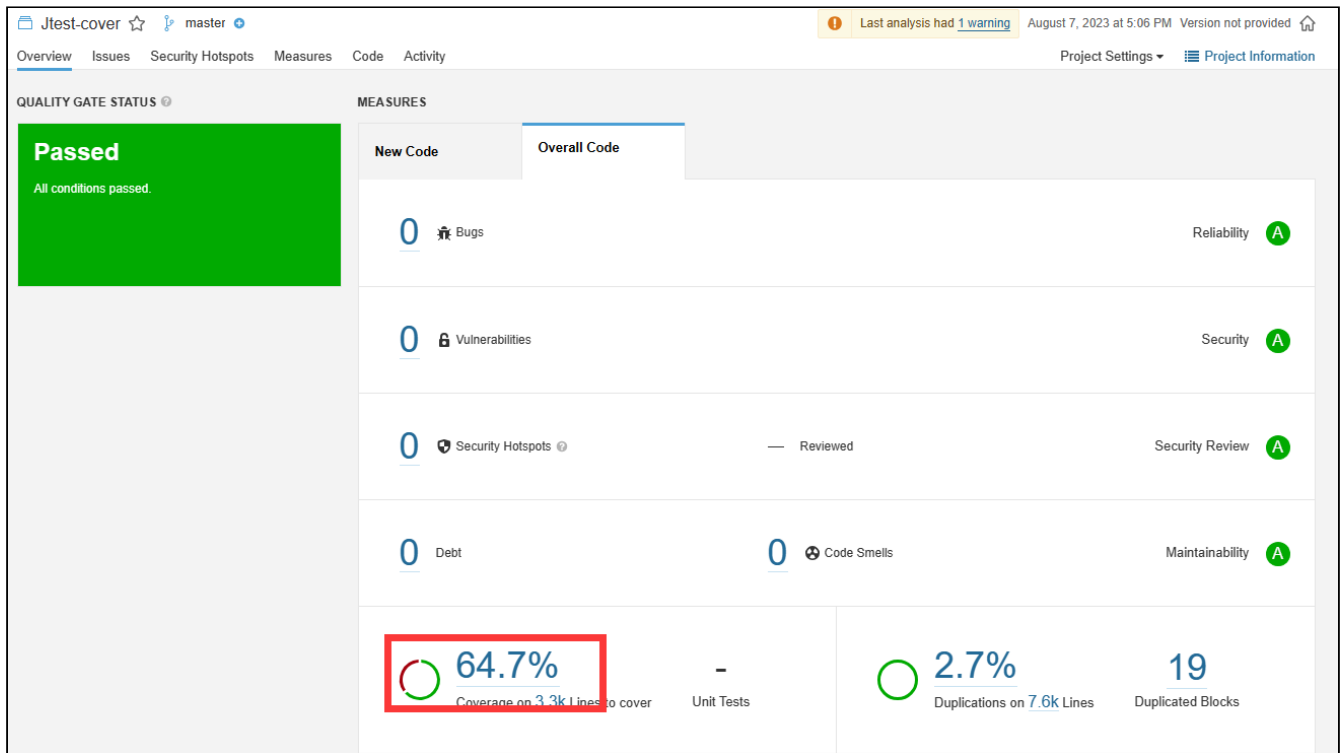 Jtest-cover master Last analysis had 1 warning August 7, 2023 at 5:06 PM Version not provided
Overview Issues Security Hotspots Measures Code Activity Project Settings Project Information
QUALITY GATE STATUS
Passed
All conditions passed.
MEASURES
New Code Overall Code
0 Bugs Reliability A
0 Vulnerabilities Security A
0 Security Hotspots — Reviewed Security Review A
0 Debt 0 Code Smells Maintainability A
64.7%
Coverage on 3.3k Lines to cover
-
Unit Tests
2.7%
Duplications on 7.6k Lines
19
Duplicated Blocks